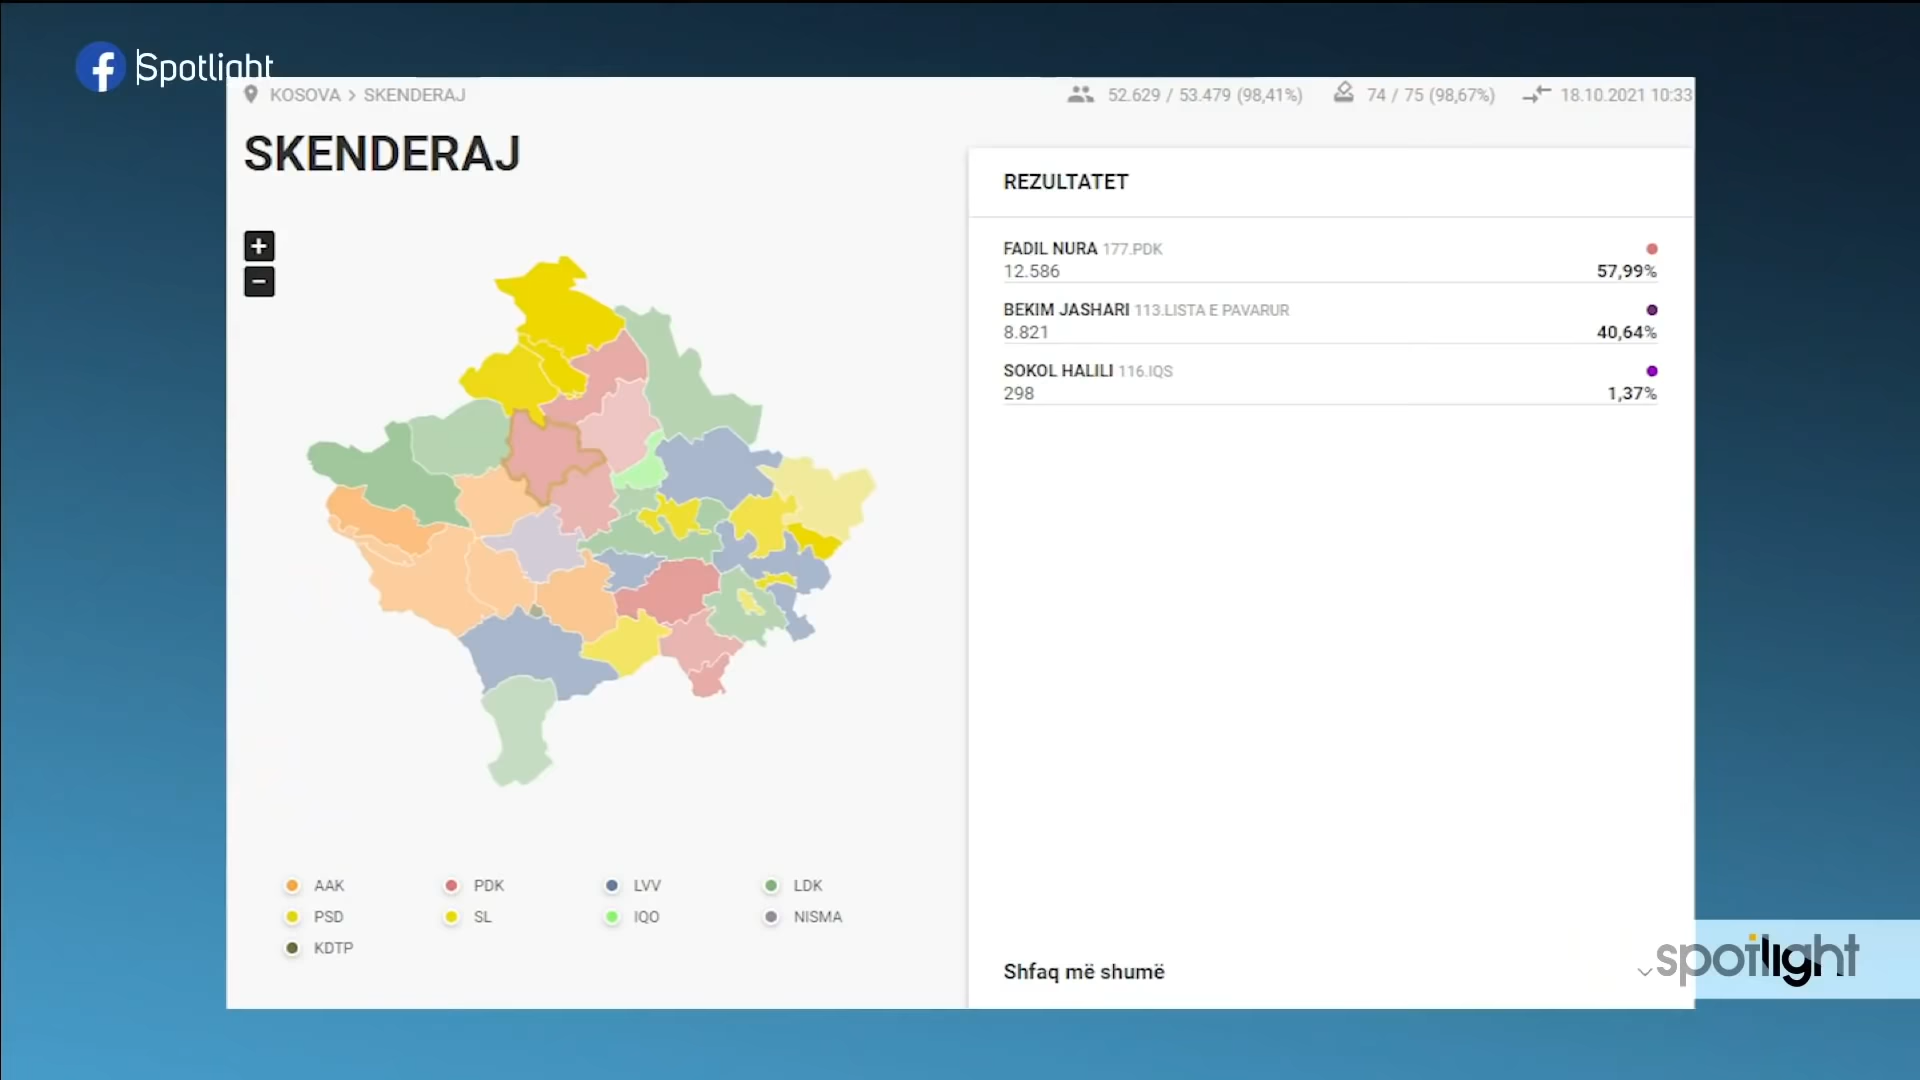 Spotlight
KOSOVA > SKENDERAJ
52.629 / 53.479 (98,41%)
74 / 75 (98,67%)
18.10.2021 10:33
SKENDERAJ
REZULTATET
FADIL NURA 177.PDK
12.586 57,99%
BEKIM JASHARI 113.LISTA E PAVARUR
8.821 40,64%
SOKOL HALILI 116.IQS
298 1,37%
+
−
AAK PDK LVV LDK
PSD SL IQO NISMA
KDTP
Shfaq më shumë
spotlight